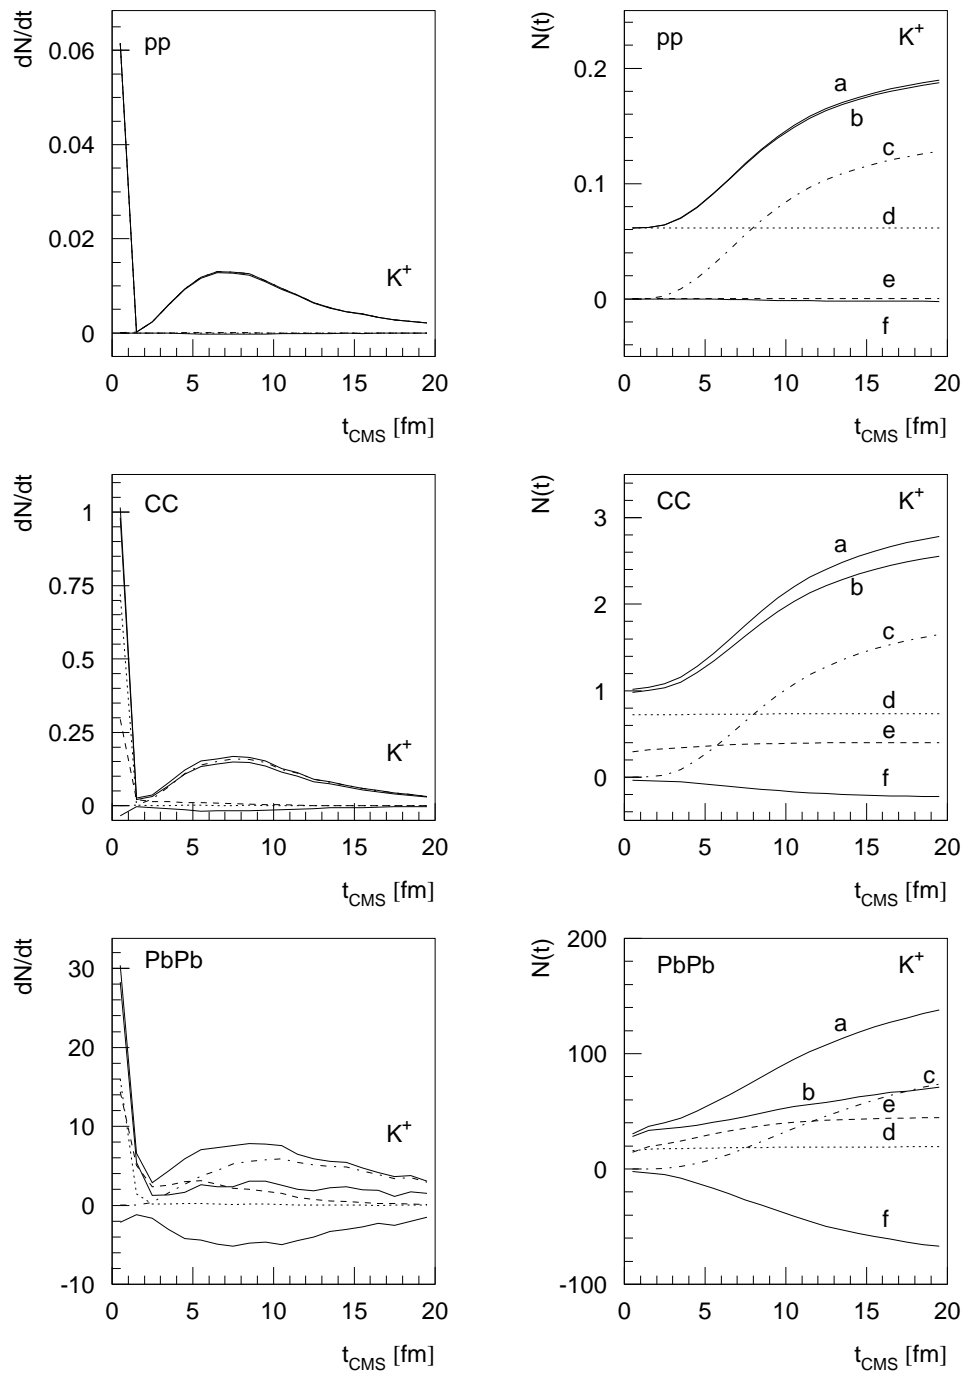 dN/dt
pp
K+
0.06
0.04
0.02
0
0 5 10 15 20
tCMS [fm]
N(t)
pp K+
0.2
0.1
0
a
b
c
d
e
f
0 5 10 15 20
tCMS [fm]
dN/dt
CC
K+
1
0.75
0.5
0.25
0
0 5 10 15 20
tCMS [fm]
N(t)
CC K+
3
2
1
0
a
b
c
d
e
f
0 5 10 15 20
tCMS [fm]
dN/dt
PbPb
K+
30
20
10
0
-10
0 5 10 15 20
tCMS [fm]
N(t)
PbPb K+
200
100
0
-100
a
b
c
e
d
f
0 5 10 15 20
tCMS [fm]